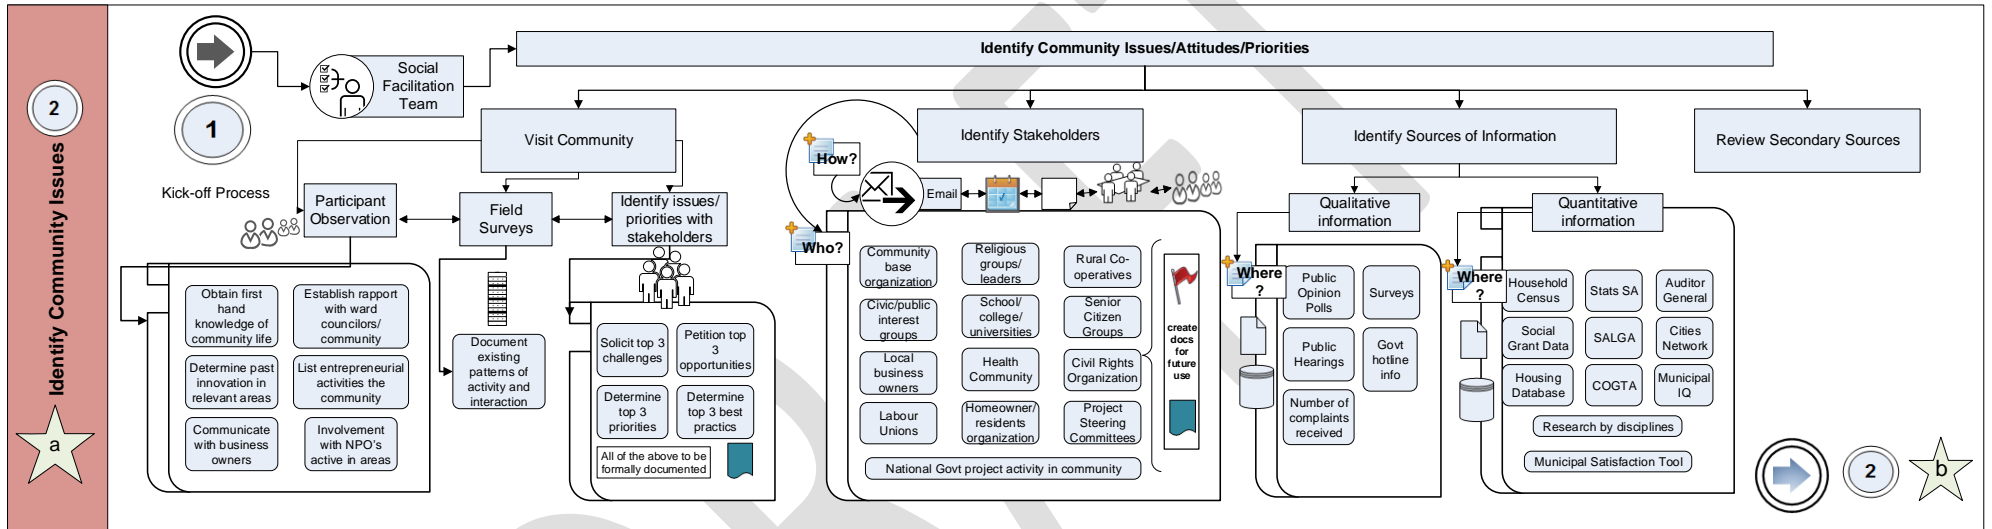 2
Identify Community Issues
a
1
Kick-off Process
Social
Facilitation
Team
Identify Community Issues/Attitudes/Priorities
Visit Community
Identify Stakeholders
Identify Sources of Information
Review Secondary Sources
Participant
Observation
Field
Surveys
Identify issues/
priorities with
stakeholders
Obtain first
hand
knowledge of
community life
Establish rapport
with ward
councilors/
community
Determine past
innovation in
relevant areas
List entrepreneurial
activities the
community
Communicate
with business
owners
Involvement
with NPO's
active in areas
Document
existing
patterns of
activity and
interaction
Solicit top 3
challenges
Petition top
3
opportunities
Determine
top 3
priorities
Determine
top 3 best
practics
All of the above to be
formally documented
How?
Email
Who?
Community
base
organization
Religious
groups/
leaders
Rural Co-
operatives
Civic/public
interest
groups
School/
college/
universities
Senior
Citizen
Groups
Local
business
owners
Health
Community
Civil Rights
Organization
Labour
Unions
Homeowner/
residents
organization
Project
Steering
Committees
National Govt project activity in community
create
docs
for
future
use
Qualitative
information
Quantitative
information
Where
?
Public
Opinion
Polls
Surveys
Public
Hearings
Govt
hotline
info
Number of
complaints
received
Where
?
Household
Census
Stats SA
Auditor
General
Social
Grant Data
SALGA
Cities
Network
Housing
Database
COGTA
Municipal
IQ
Research by disciplines
Municipal Satisfaction Tool
2
b